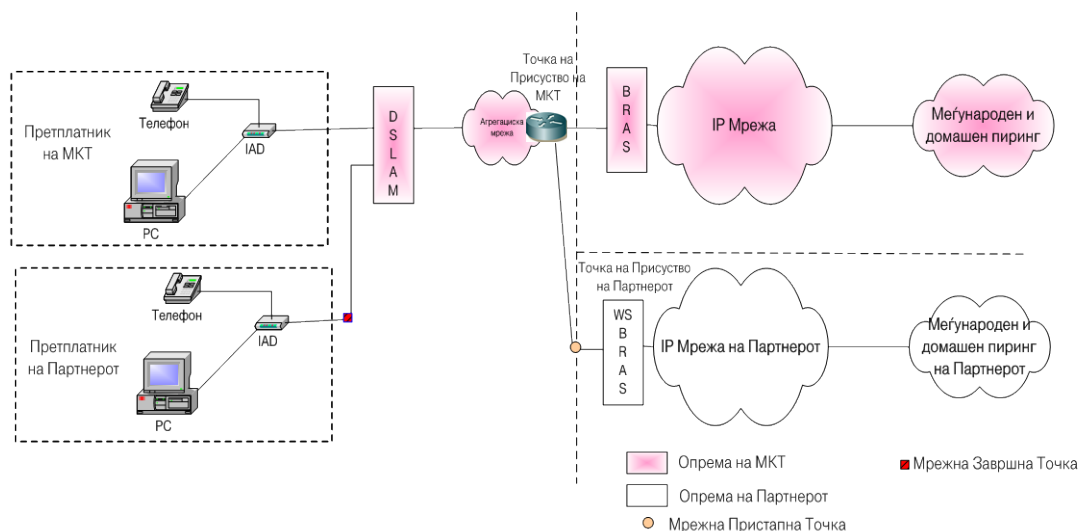 Претплатник
на МКТ
Телефон
IAD
PC
D
S
L
A
M
Агрегациска
мрежа
Точка на
Присуство на
МКТ
B
R
A
S
IP Мрежа
Меѓународен и
домашен пиринг
Претплатник
на Партнерот
Телефон
IAD
PC
Точка на Присуство
на Партнерот
WS
B
R
A
S
IP Мрежа на Партнерот
Меѓународен и
домашен пиринг
на Партнерот
Опрема на МКТ
Мрежна Завршна Точка
Опрема на Партнерот
Мрежна Пристапна Точка